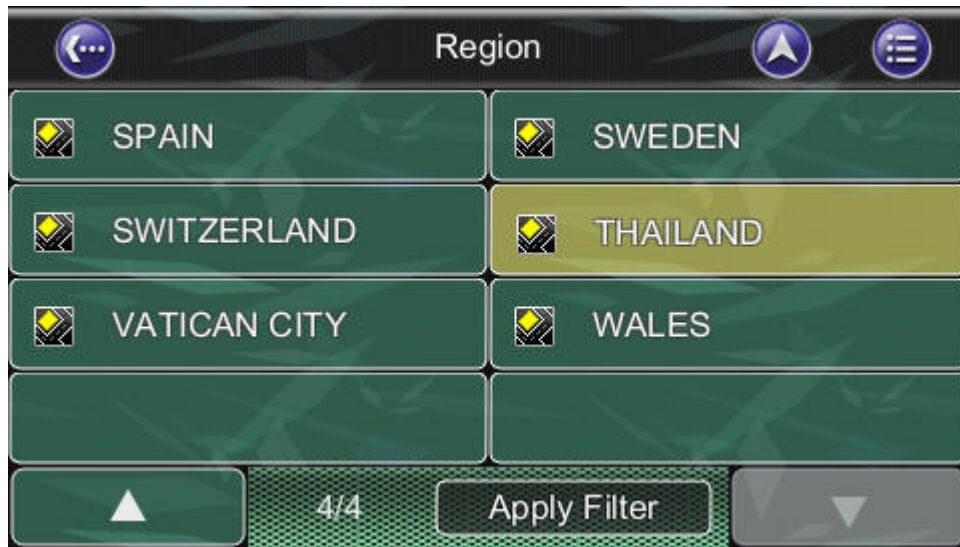 Region
SPAIN
SWEDEN
SWITZERLAND
THAILAND
VATICAN CITY
WALES
4/4
Apply Filter